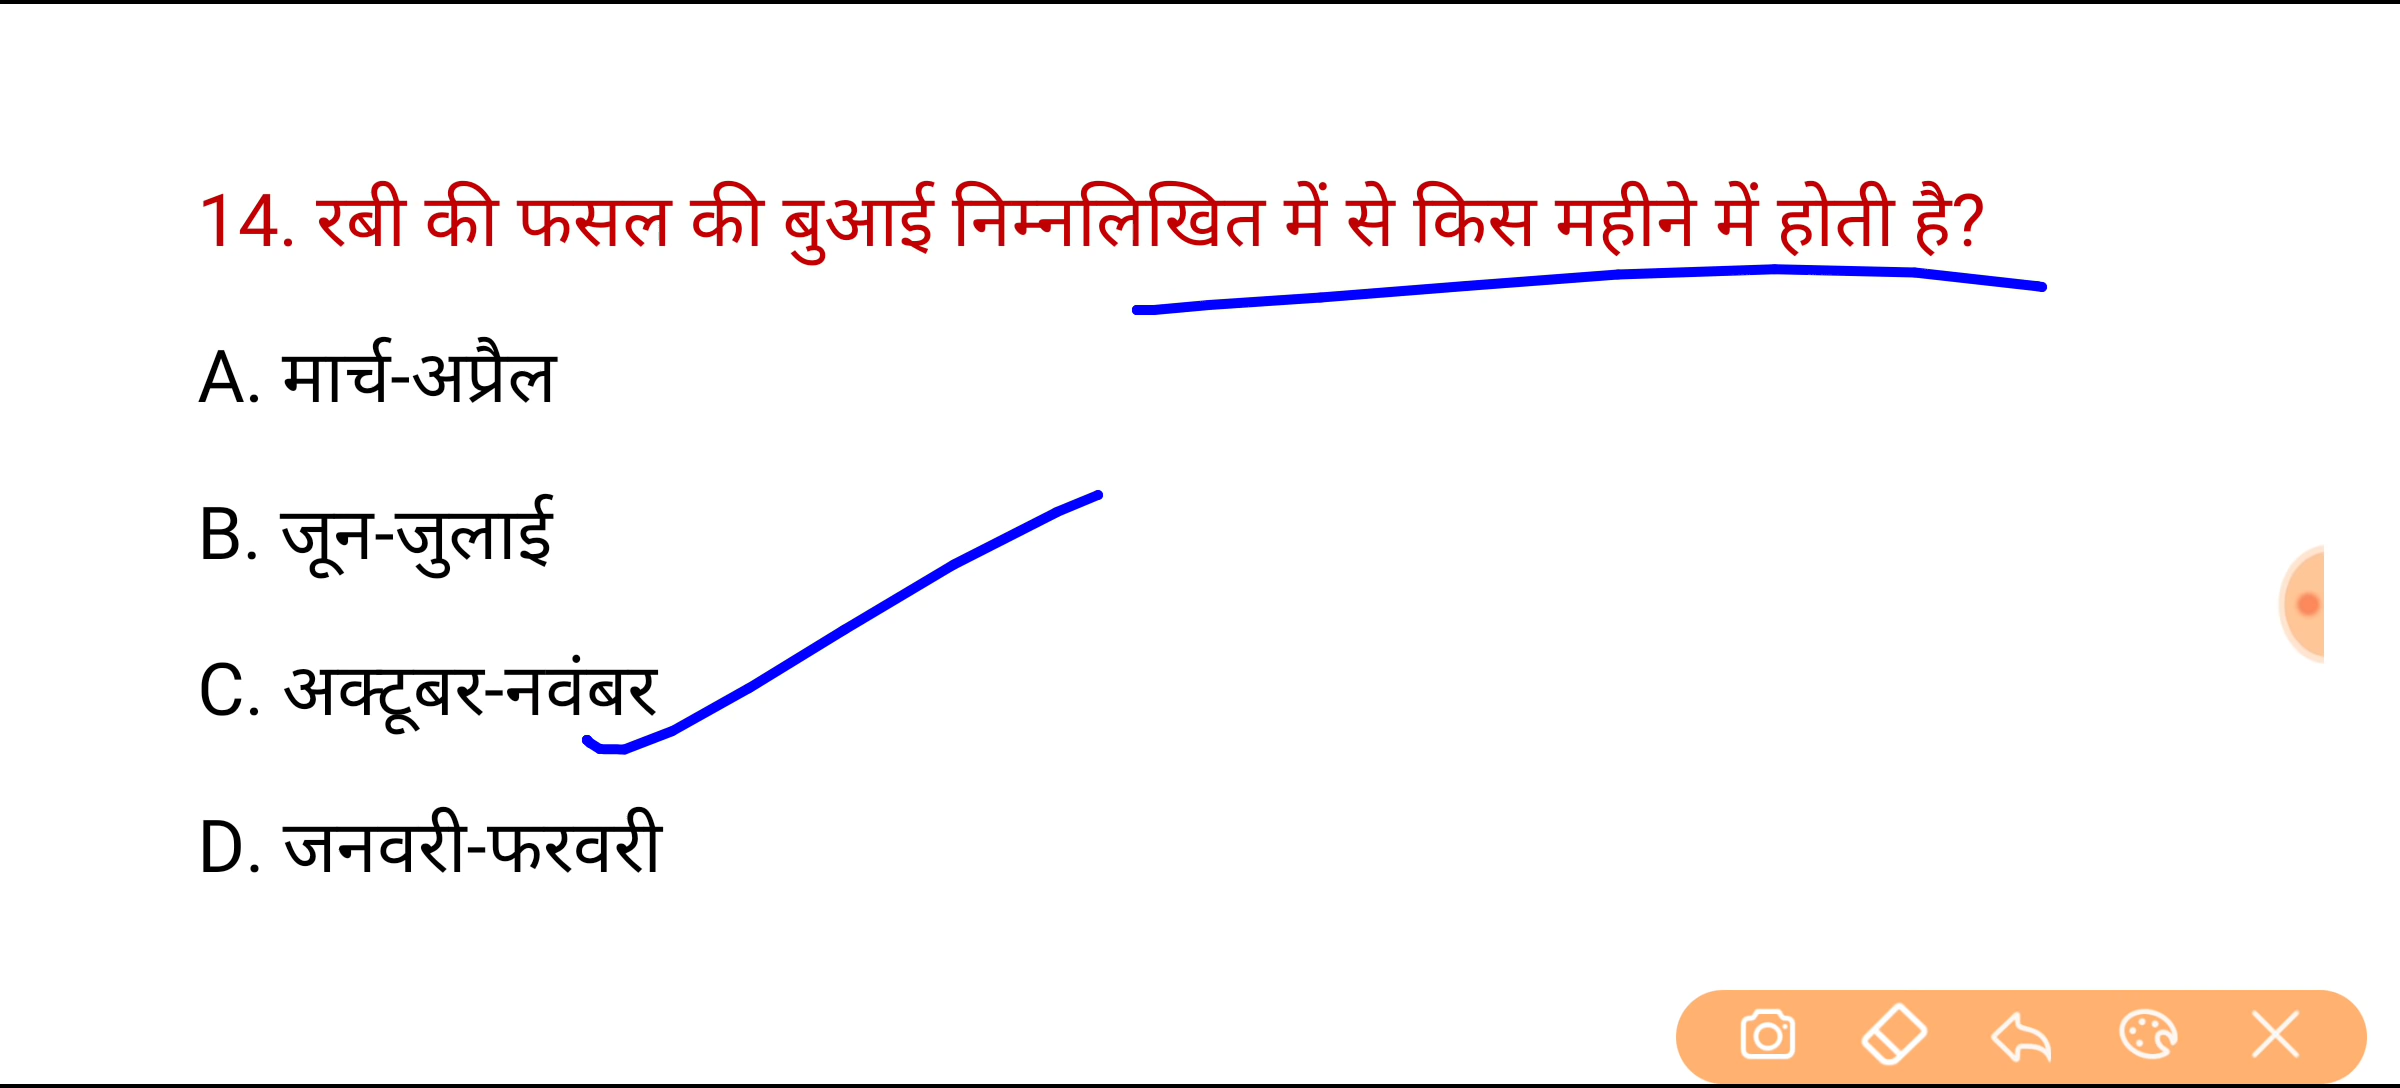 14. रबी की फसल की बुआई निम्नलिखित में से किस महीने में होती है?
A. मार्च-अप्रैल
B. जून-जुलाई
C. अक्टूबर-नवंबर
D. जनवरी-फरवरी